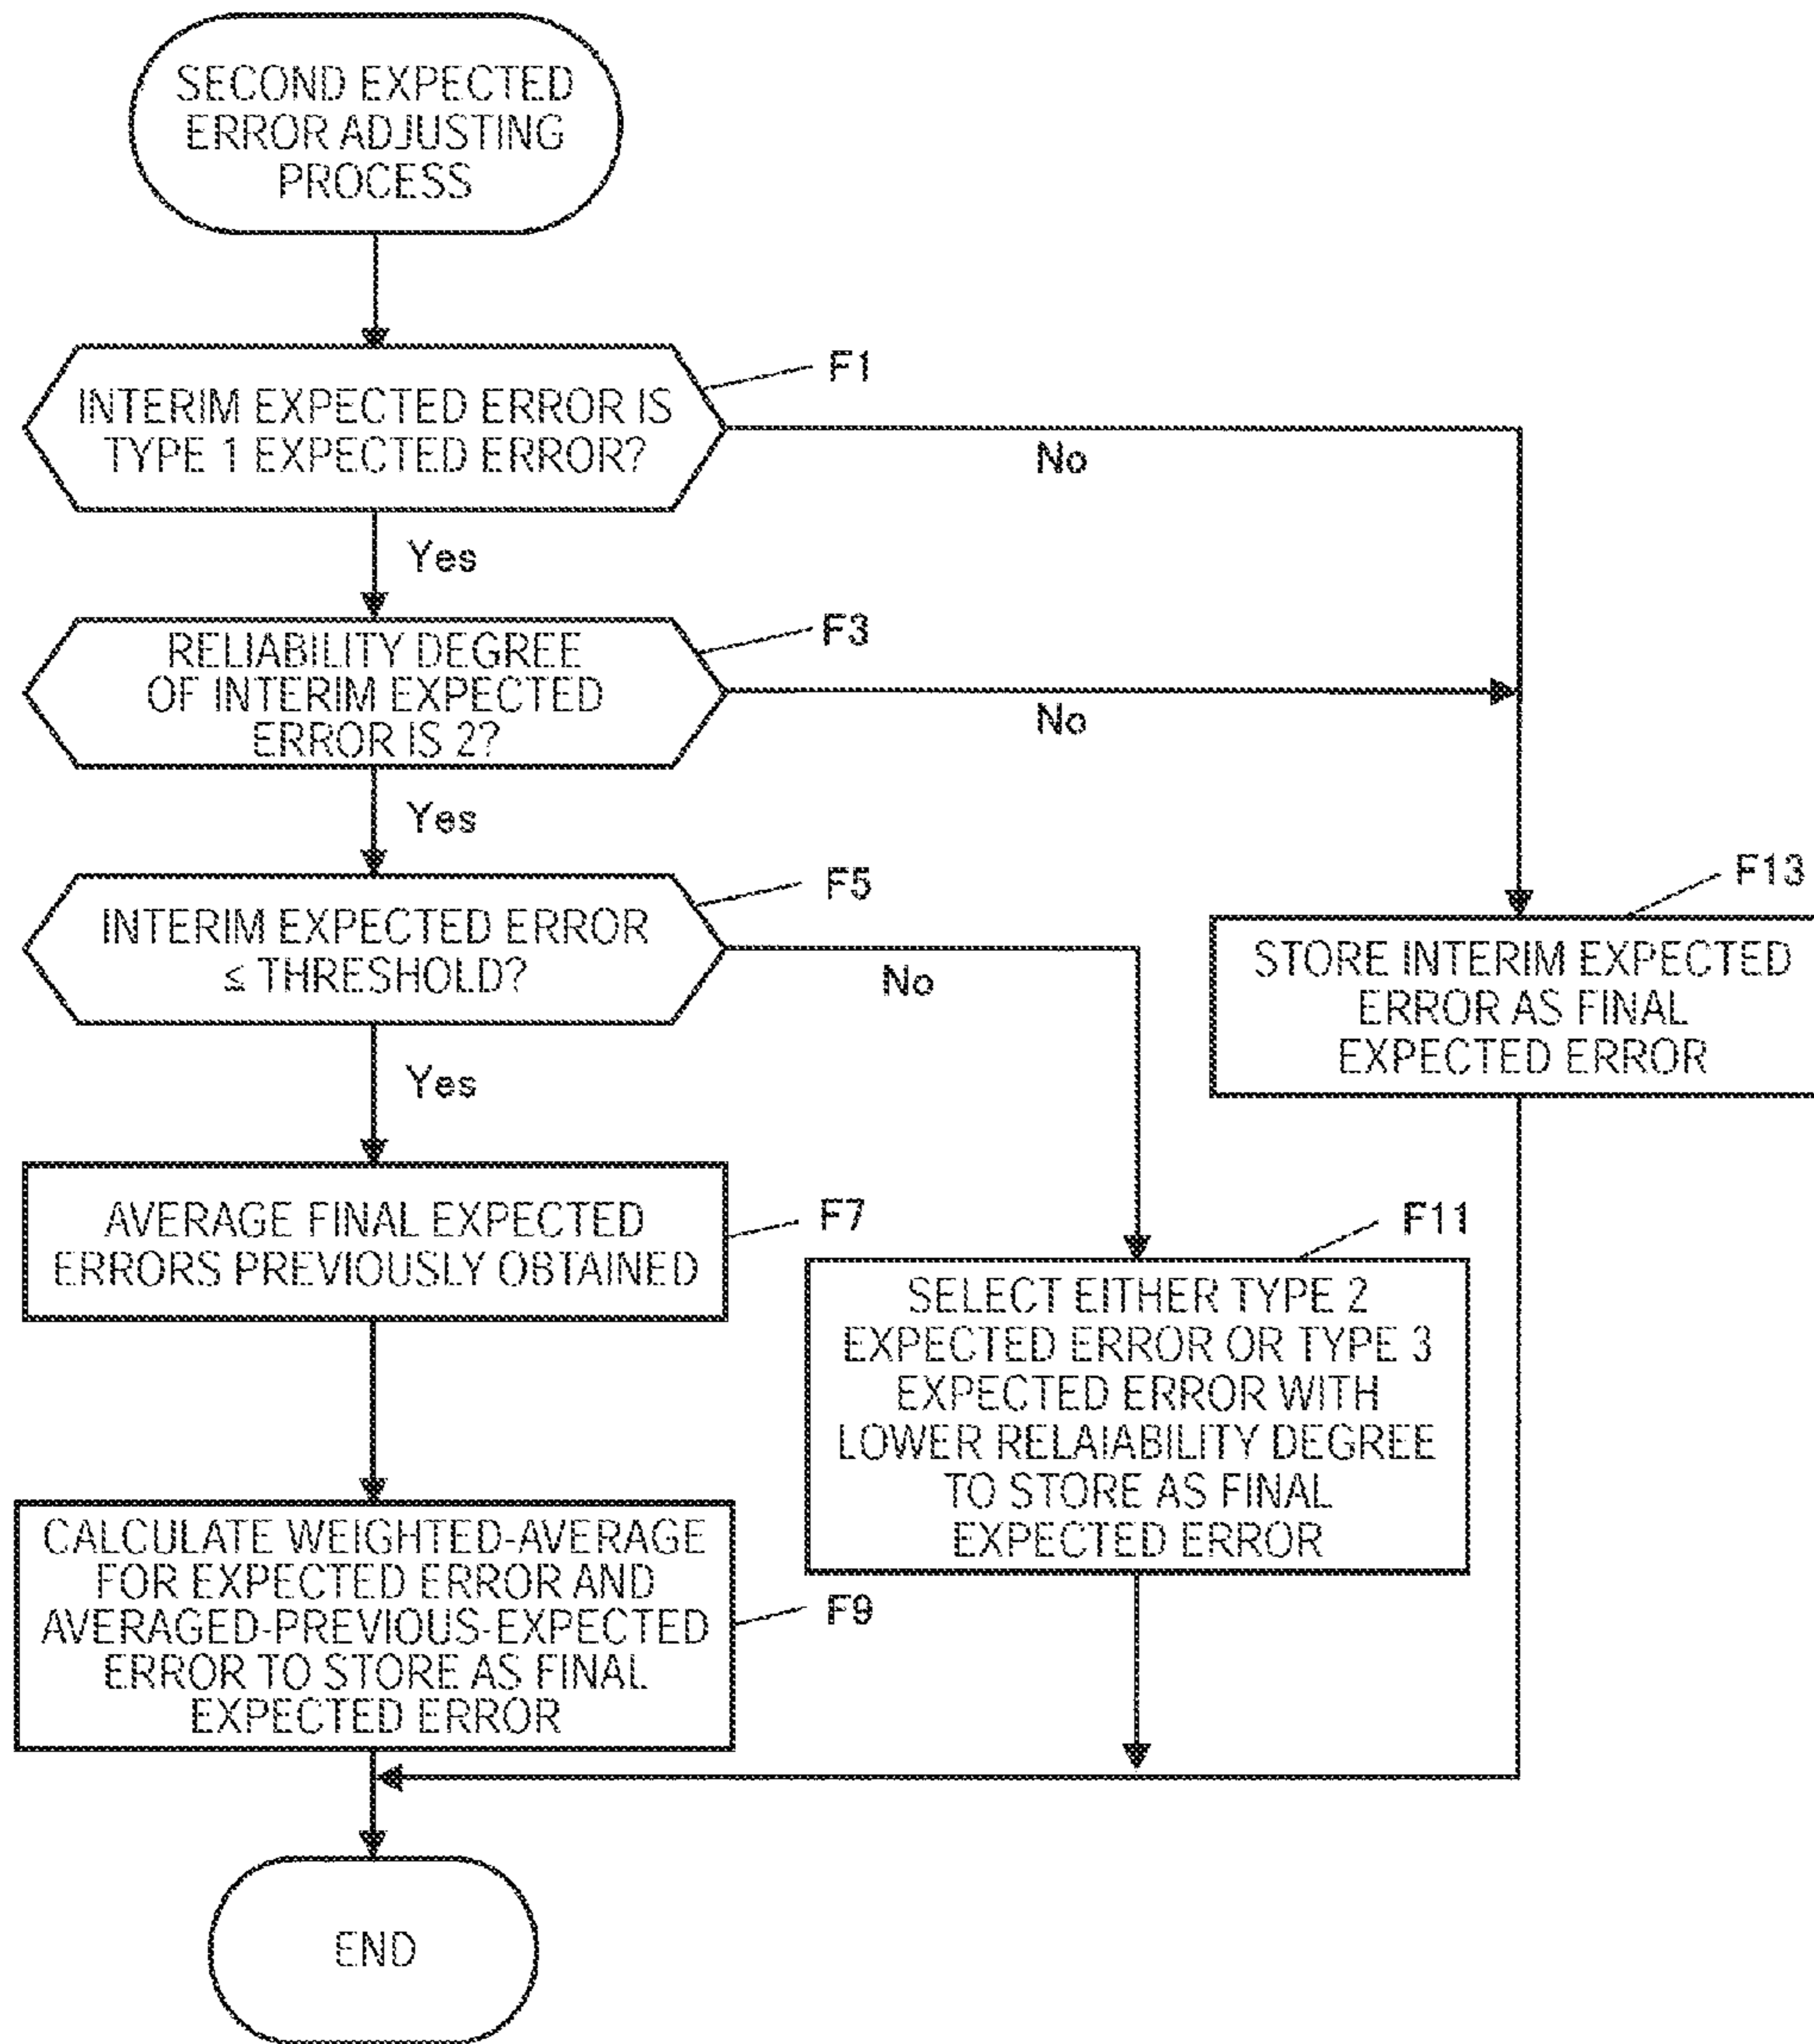 SECOND EXPECTED
ERROR ADJUSTING
PROCESS
F1
INTERIM EXPECTED ERROR IS
TYPE 1 EXPECTED ERROR?
No
Yes
F3
RELIABILITY DEGREE
OF INTERIM EXPECTED
ERROR IS 2?
No
Yes
F5
INTERIM EXPECTED ERROR
≤ THRESHOLD?
No
Yes
F13
STORE INTERIM EXPECTED
ERROR AS FINAL
EXPECTED ERROR
F7
AVERAGE FINAL EXPECTED
ERRORS PREVIOUSLY OBTAINED
F11
SELECT EITHER TYPE 2
EXPECTED ERROR OR TYPE 3
EXPECTED ERROR WITH
LOWER RELAIABILITY DEGREE
TO STORE AS FINAL
EXPECTED ERROR
CALCULATE WEIGHTED-AVERAGE
FOR EXPECTED ERROR AND
AVERAGED-PREVIOUS-EXPECTED
ERROR TO STORE AS FINAL
EXPECTED ERROR
F9
END